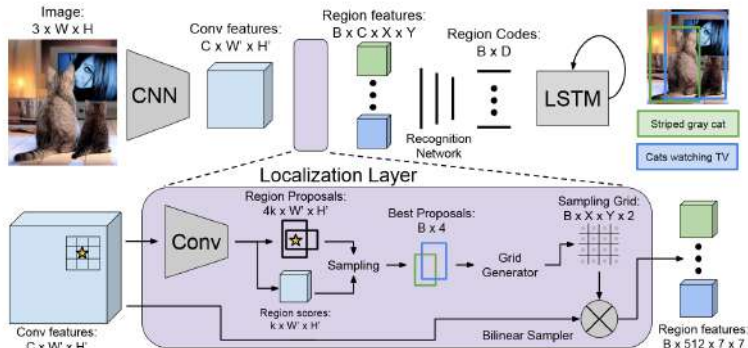 Image:
3 x W x H
Conv features:
C x W' x H'
Region features:
B x C x X x Y
Region Codes:
B x D
CNN
LSTM
Recognition
Network
Striped gray cat
Cats watching TV
Localization Layer
Region Proposals:
4k x W' x H'
Conv
Sampling
Region scores:
k x W' x H'
Best Proposals:
B x 4
Grid
Generator
Sampling Grid:
B x X x Y x 2
Bilinear Sampler
Conv features:
C x W' x H'
Region features:
B x 512 x 7 x 7